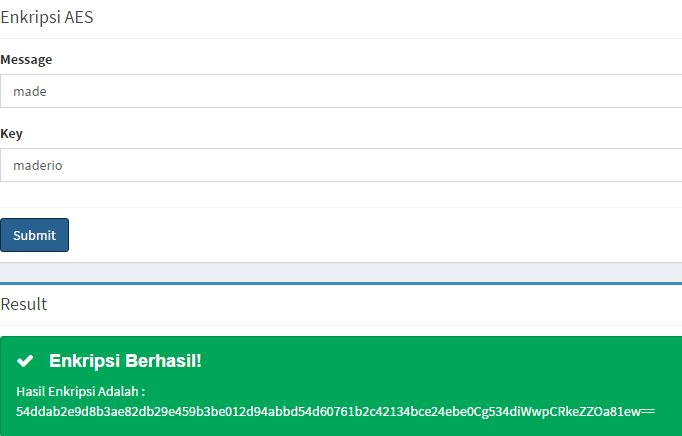 Enkripsi AES
Message
made
Key
maderio
Submit
Result
Enkripsi Berhasil!
Hasil Enkripsi Adalah :
54ddab2e9d8b3ae82db29e459b3be012d94abbd54d60761b2c42134bce24ebe0Cg534diWwpCRkeZZOa81ew==